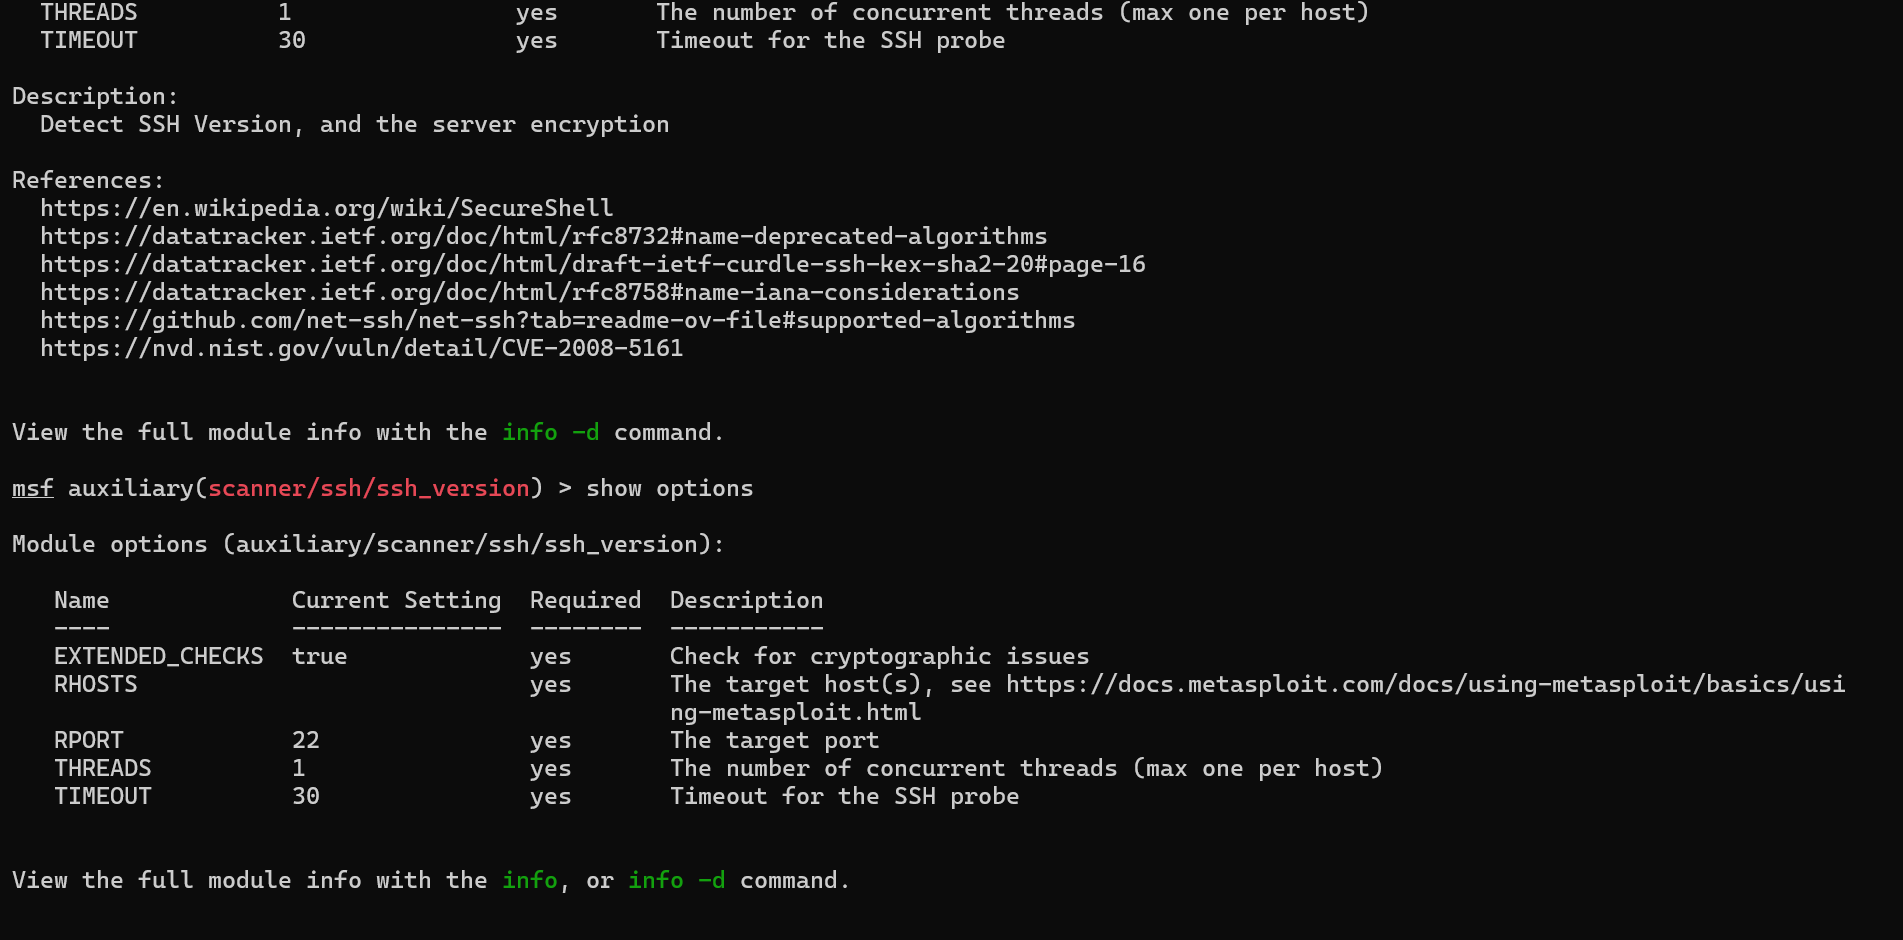 THREADS          1                yes       The number of concurrent threads (max one per host)
TIMEOUT          30               yes       Timeout for the SSH probe
Description:
Detect SSH Version, and the server encryption
References:
https://en.wikipedia.org/wiki/SecureShell
https://datatracker.ietf.org/doc/html/rfc8732#name-deprecated-algorithms
https://datatracker.ietf.org/doc/html/draft-ietf-curdle-ssh-kex-sha2-20#page-16
https://datatracker.ietf.org/doc/html/rfc8758#name-iana-considerations
https://github.com/net-ssh/net-ssh?tab=readme-ov-file#supported-algorithms
https://nvd.nist.gov/vuln/detail/CVE-2008-5161
View the full module info with the info -d command.
msf auxiliary(scanner/ssh/ssh_version) > show options
Module options (auxiliary/scanner/ssh/ssh_version):
Name             Current Setting  Required  Description
----             ---------------  --------  -----------
EXTENDED_CHECKS  true             yes       Check for cryptographic issues
RHOSTS                            yes       The target host(s), see https://docs.metasploit.com/docs/using-metasploit/basics/usi
ng-metasploit.html
RPORT            22               yes       The target port
THREADS          1                yes       The number of concurrent threads (max one per host)
TIMEOUT          30               yes       Timeout for the SSH probe
View the full module info with the info, or info -d command.